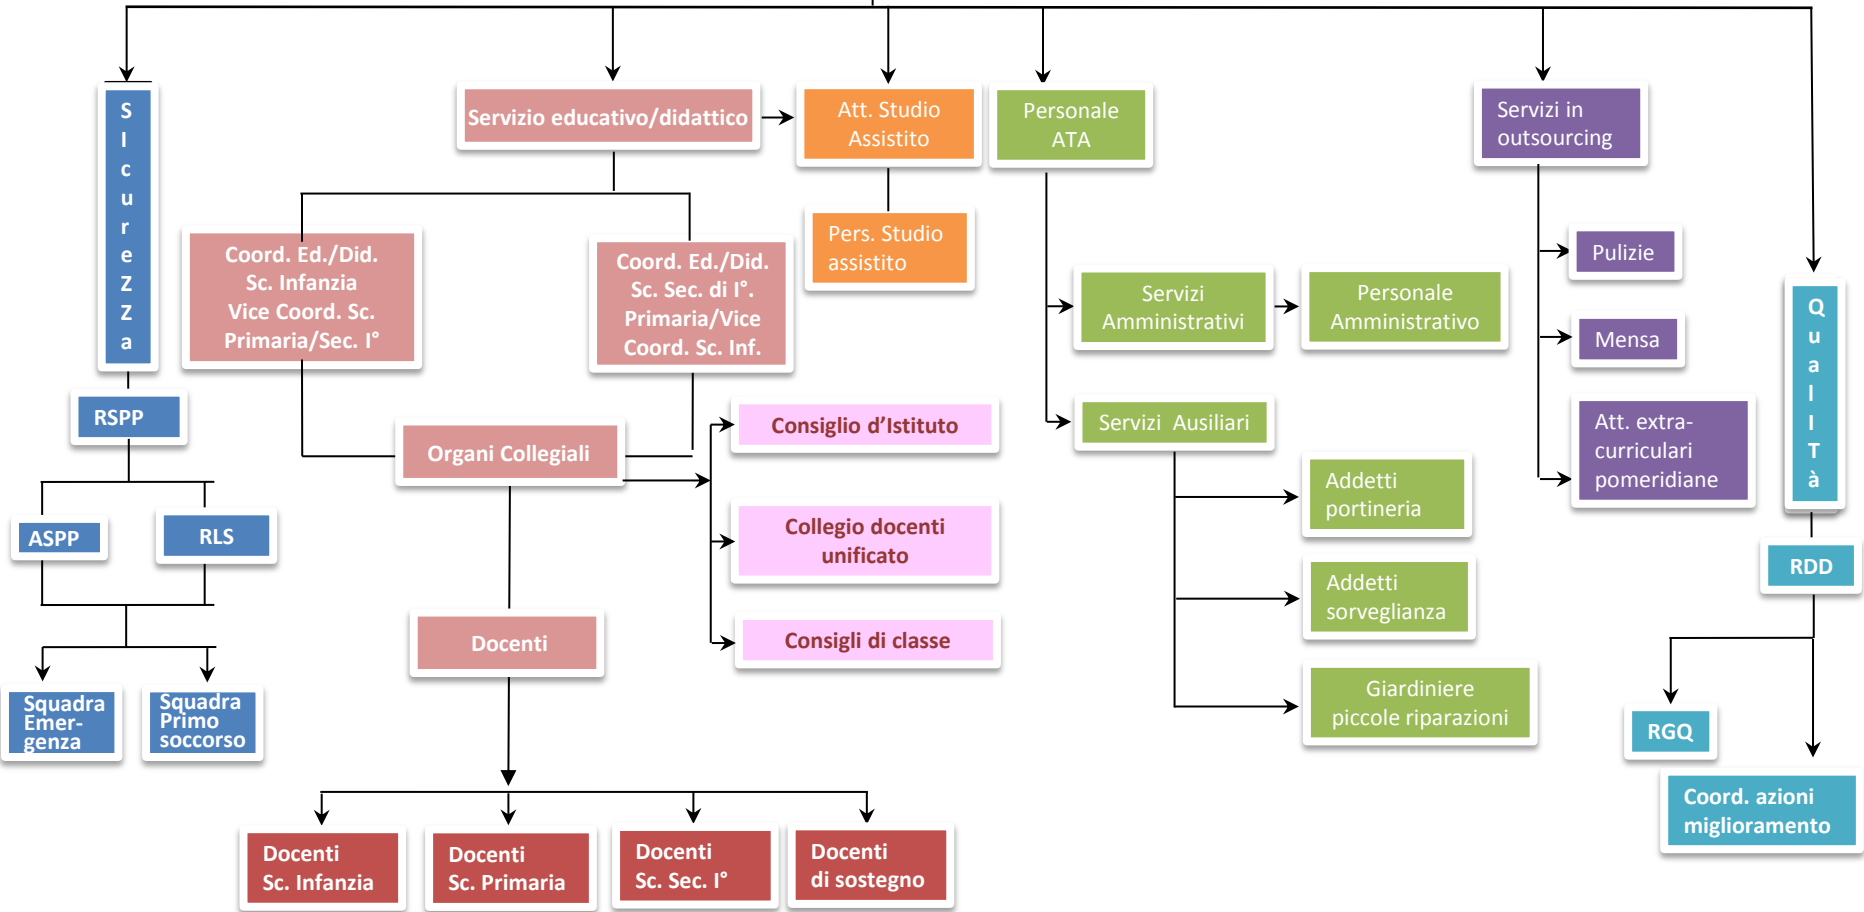 SIcureZZa
Servizio educativo/didattico
Att. Studio
Assistito
Personale
ATA
Servizi in
outsourcing
Coord. Ed./Did.
Sc. Infanzia
Vice Coord. Sc.
Primaria/Sec. I°
Coord. Ed./Did.
Sc. Sec. di I°.
Primaria/Vice
Coord. Sc. Inf.
Pers. Studio
assistito
Pulizie
Servizi
Amministrativi
Personale
Amministrativo
QualITà
Mensa
RSPP
Organi Collegiali
Consiglio d’Istituto
Servizi Ausiliari
Att. extra-
curriculari
pomeridiane
Addetti
portineria
ASPP
RLS
Collegio docenti
unificato
RDD
Addetti
sorveglianza
Docenti
Consigli di classe
Squadra
Emer-
genza
Squadra
Primo
soccorso
Giardiniere
piccole riparazioni
RGQ
Coord. azioni
miglioramento
Docenti
Sc. Infanzia
Docenti
Sc. Primaria
Docenti
Sc. Sec. I°
Docenti
di sostegno